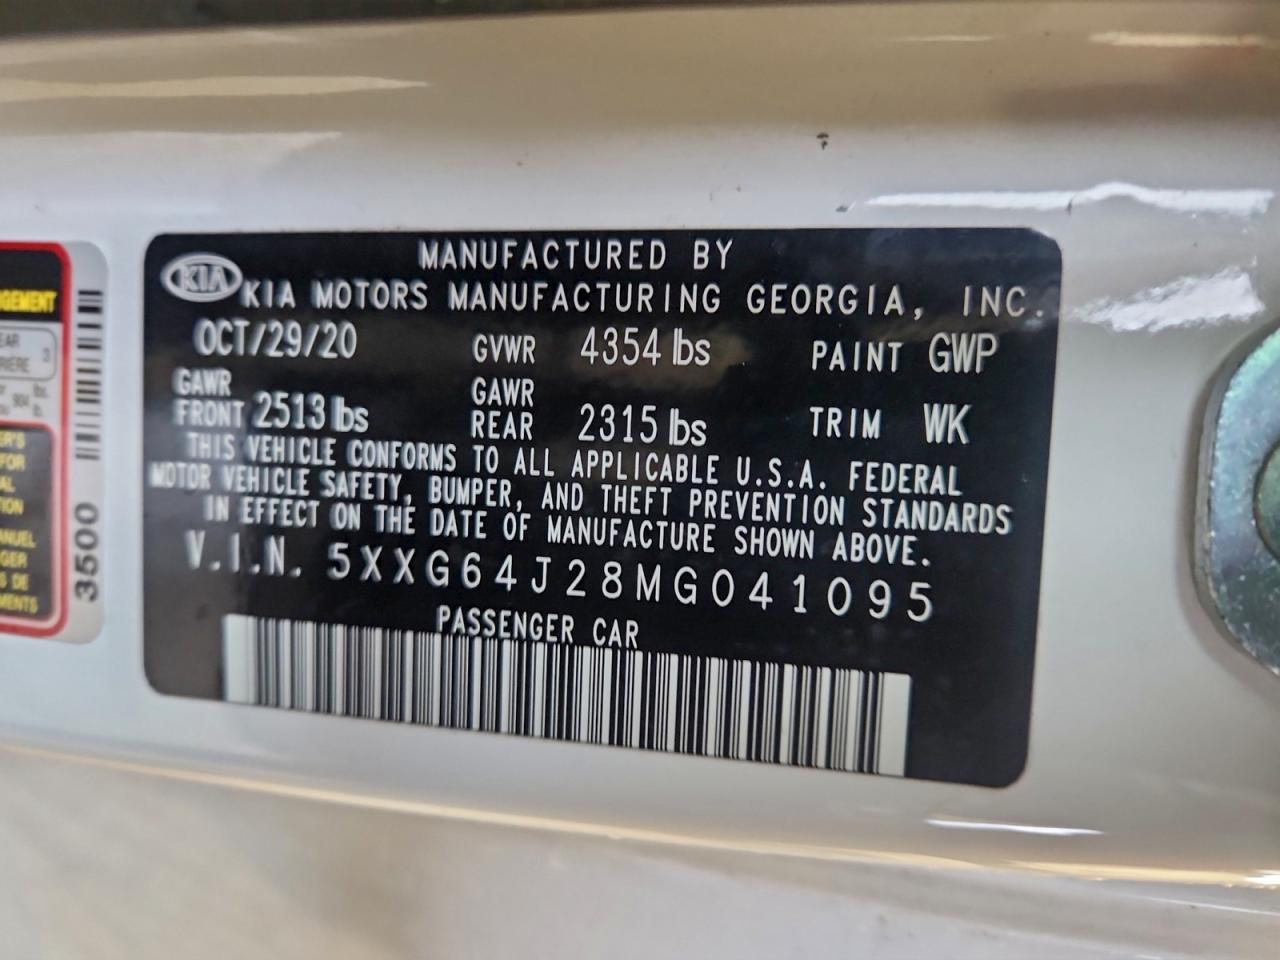 MANUFACTURED BY
KIA
KIA MOTORS MANUFACTURING GEORGIA, INC.
OCT/29/20 GVWR 4354 lbs PAINT GWP
GAWR FRONT 2513 lbs GAWR REAR 2315 lbs TRIM WK
THIS VEHICLE CONFORMS TO ALL APPLICABLE U.S.A. FEDERAL
MOTOR VEHICLE SAFETY, BUMPER, AND THEFT PREVENTION STANDARDS
IN EFFECT ON THE DATE OF MANUFACTURE SHOWN ABOVE.
V.I.N. 5XXG64J28MG041095
PASSENGER CAR
3500